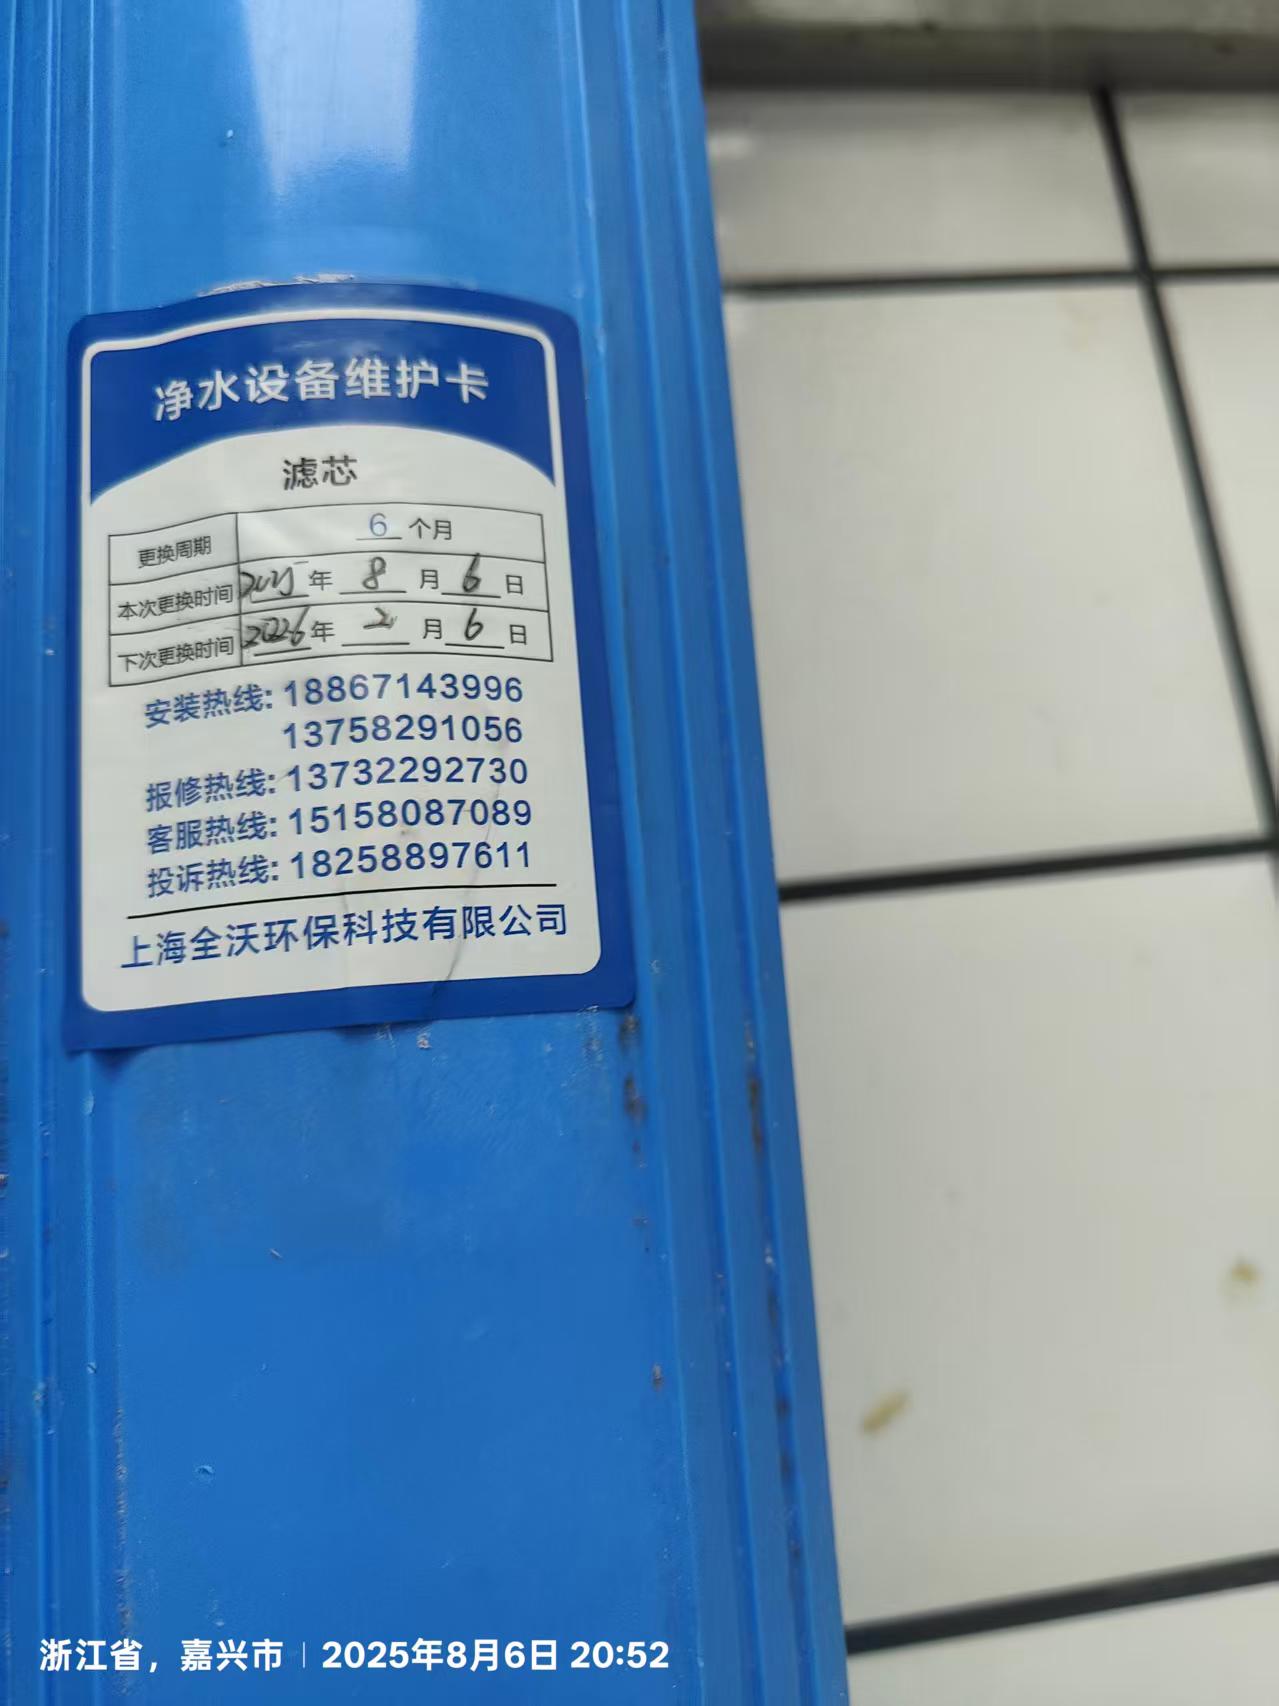 净水设备维护卡
滤芯
更换周期 6 个月
本次更换时间 2025 年 8 月 6 日
下次更换时间 2026 年 2 月 6 日
安装热线: 18867143996
13758291056
报修热线: 13732292730
客服热线: 15158087089
投诉热线: 18258897611
上海全沃环保科技有限公司
浙江省，嘉兴市 | 2025年8月6日 20:52